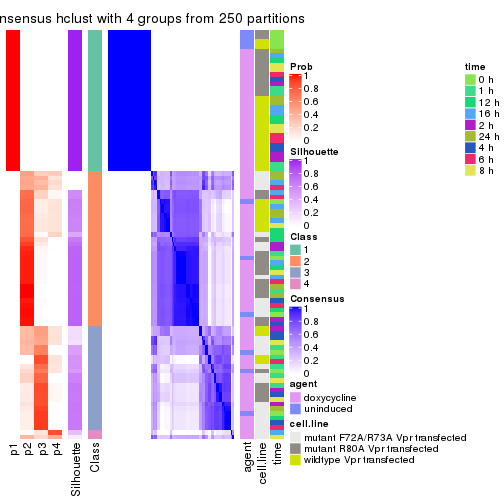 nsensus hclust with 4 groups from 250 partitions
Prob
1
0.8
0.6
0.4
0.2
0
Silhouette
1
0.8
0.6
0.4
0.2
0
Class
1
2
3
4
Consensus
1
0.8
0.6
0.4
0.2
0
agent
doxycycline
uninduced
cell.line
mutant F72A/R73A Vpr transfected
mutant R80A Vpr transfected
wildtype Vpr transfected
time
0 h
1 h
12 h
16 h
2 h
24 h
4 h
6 h
8 h
p1
p2
p3
p4
Silhouette
Class
agent
cell.line
time